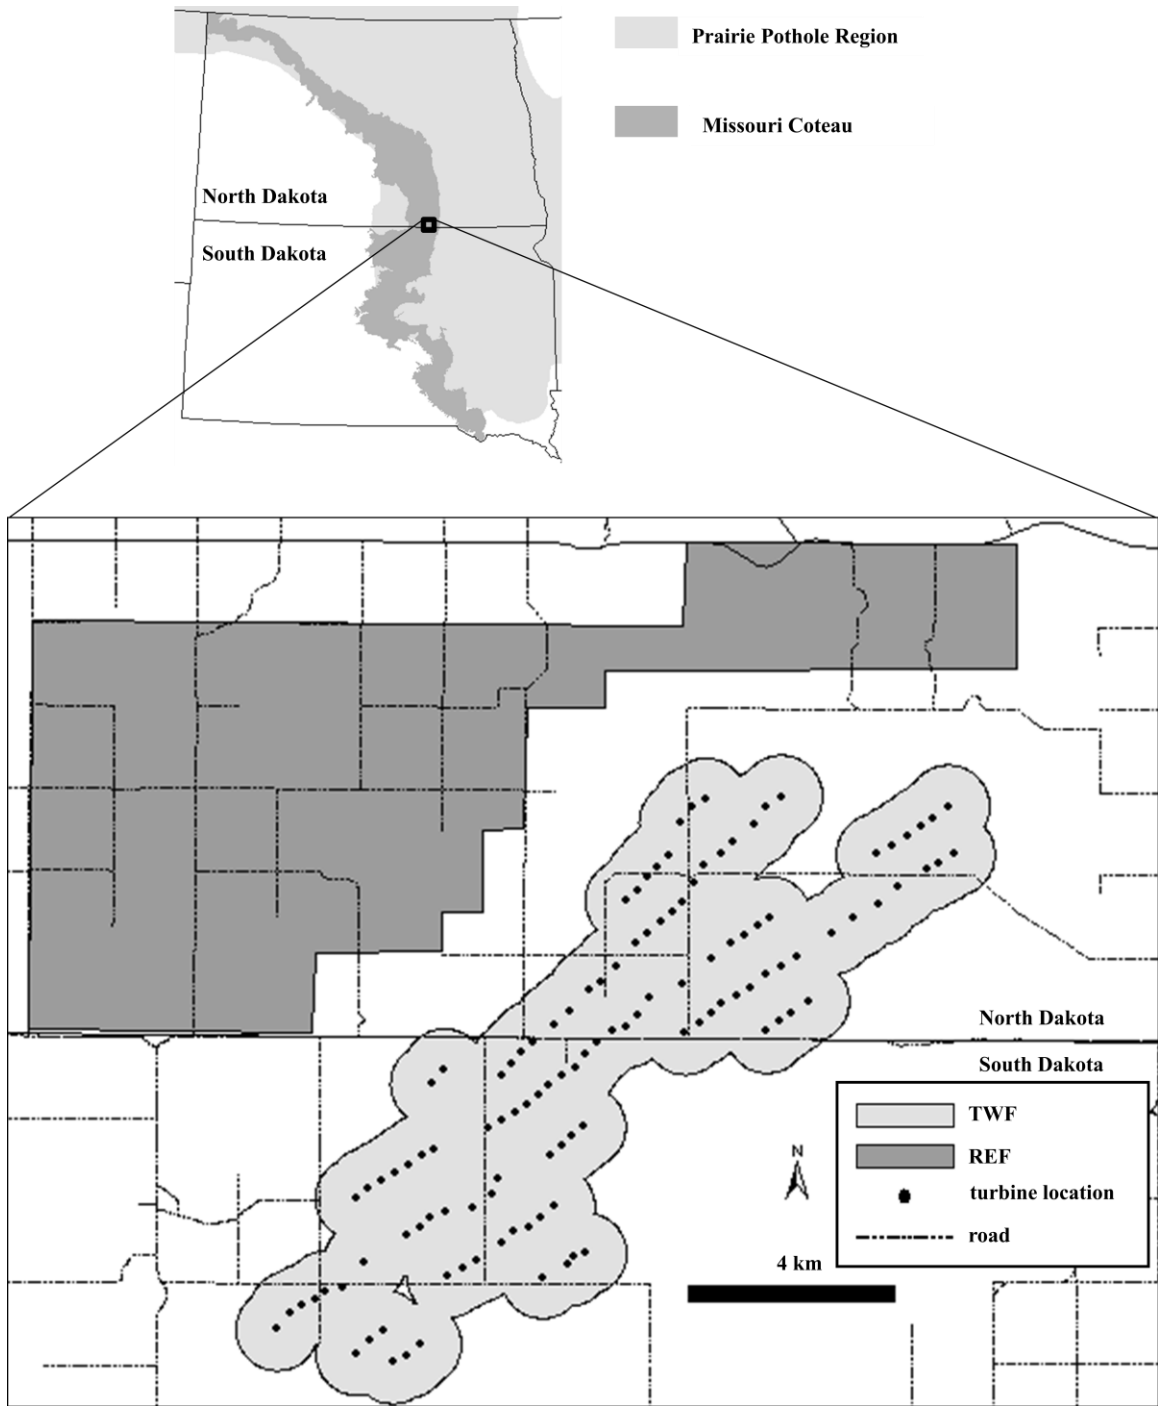 Prairie Pothole Region
Missouri Coteau
North Dakota
South Dakota
North Dakota
South Dakota
TWF
REF
turbine location
road
N
4 km